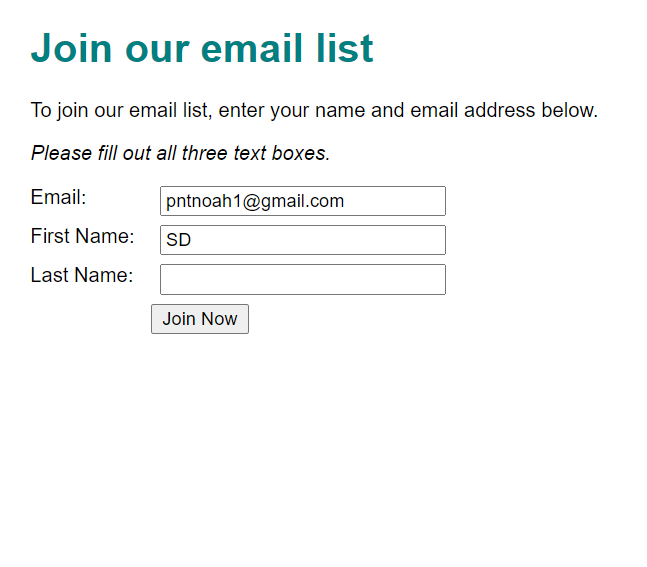 Join our email list
To join our email list, enter your name and email address below.
Please fill out all three text boxes.
Email: pntnoah1@gmail.com
First Name: SD
Last Name:
Join Now